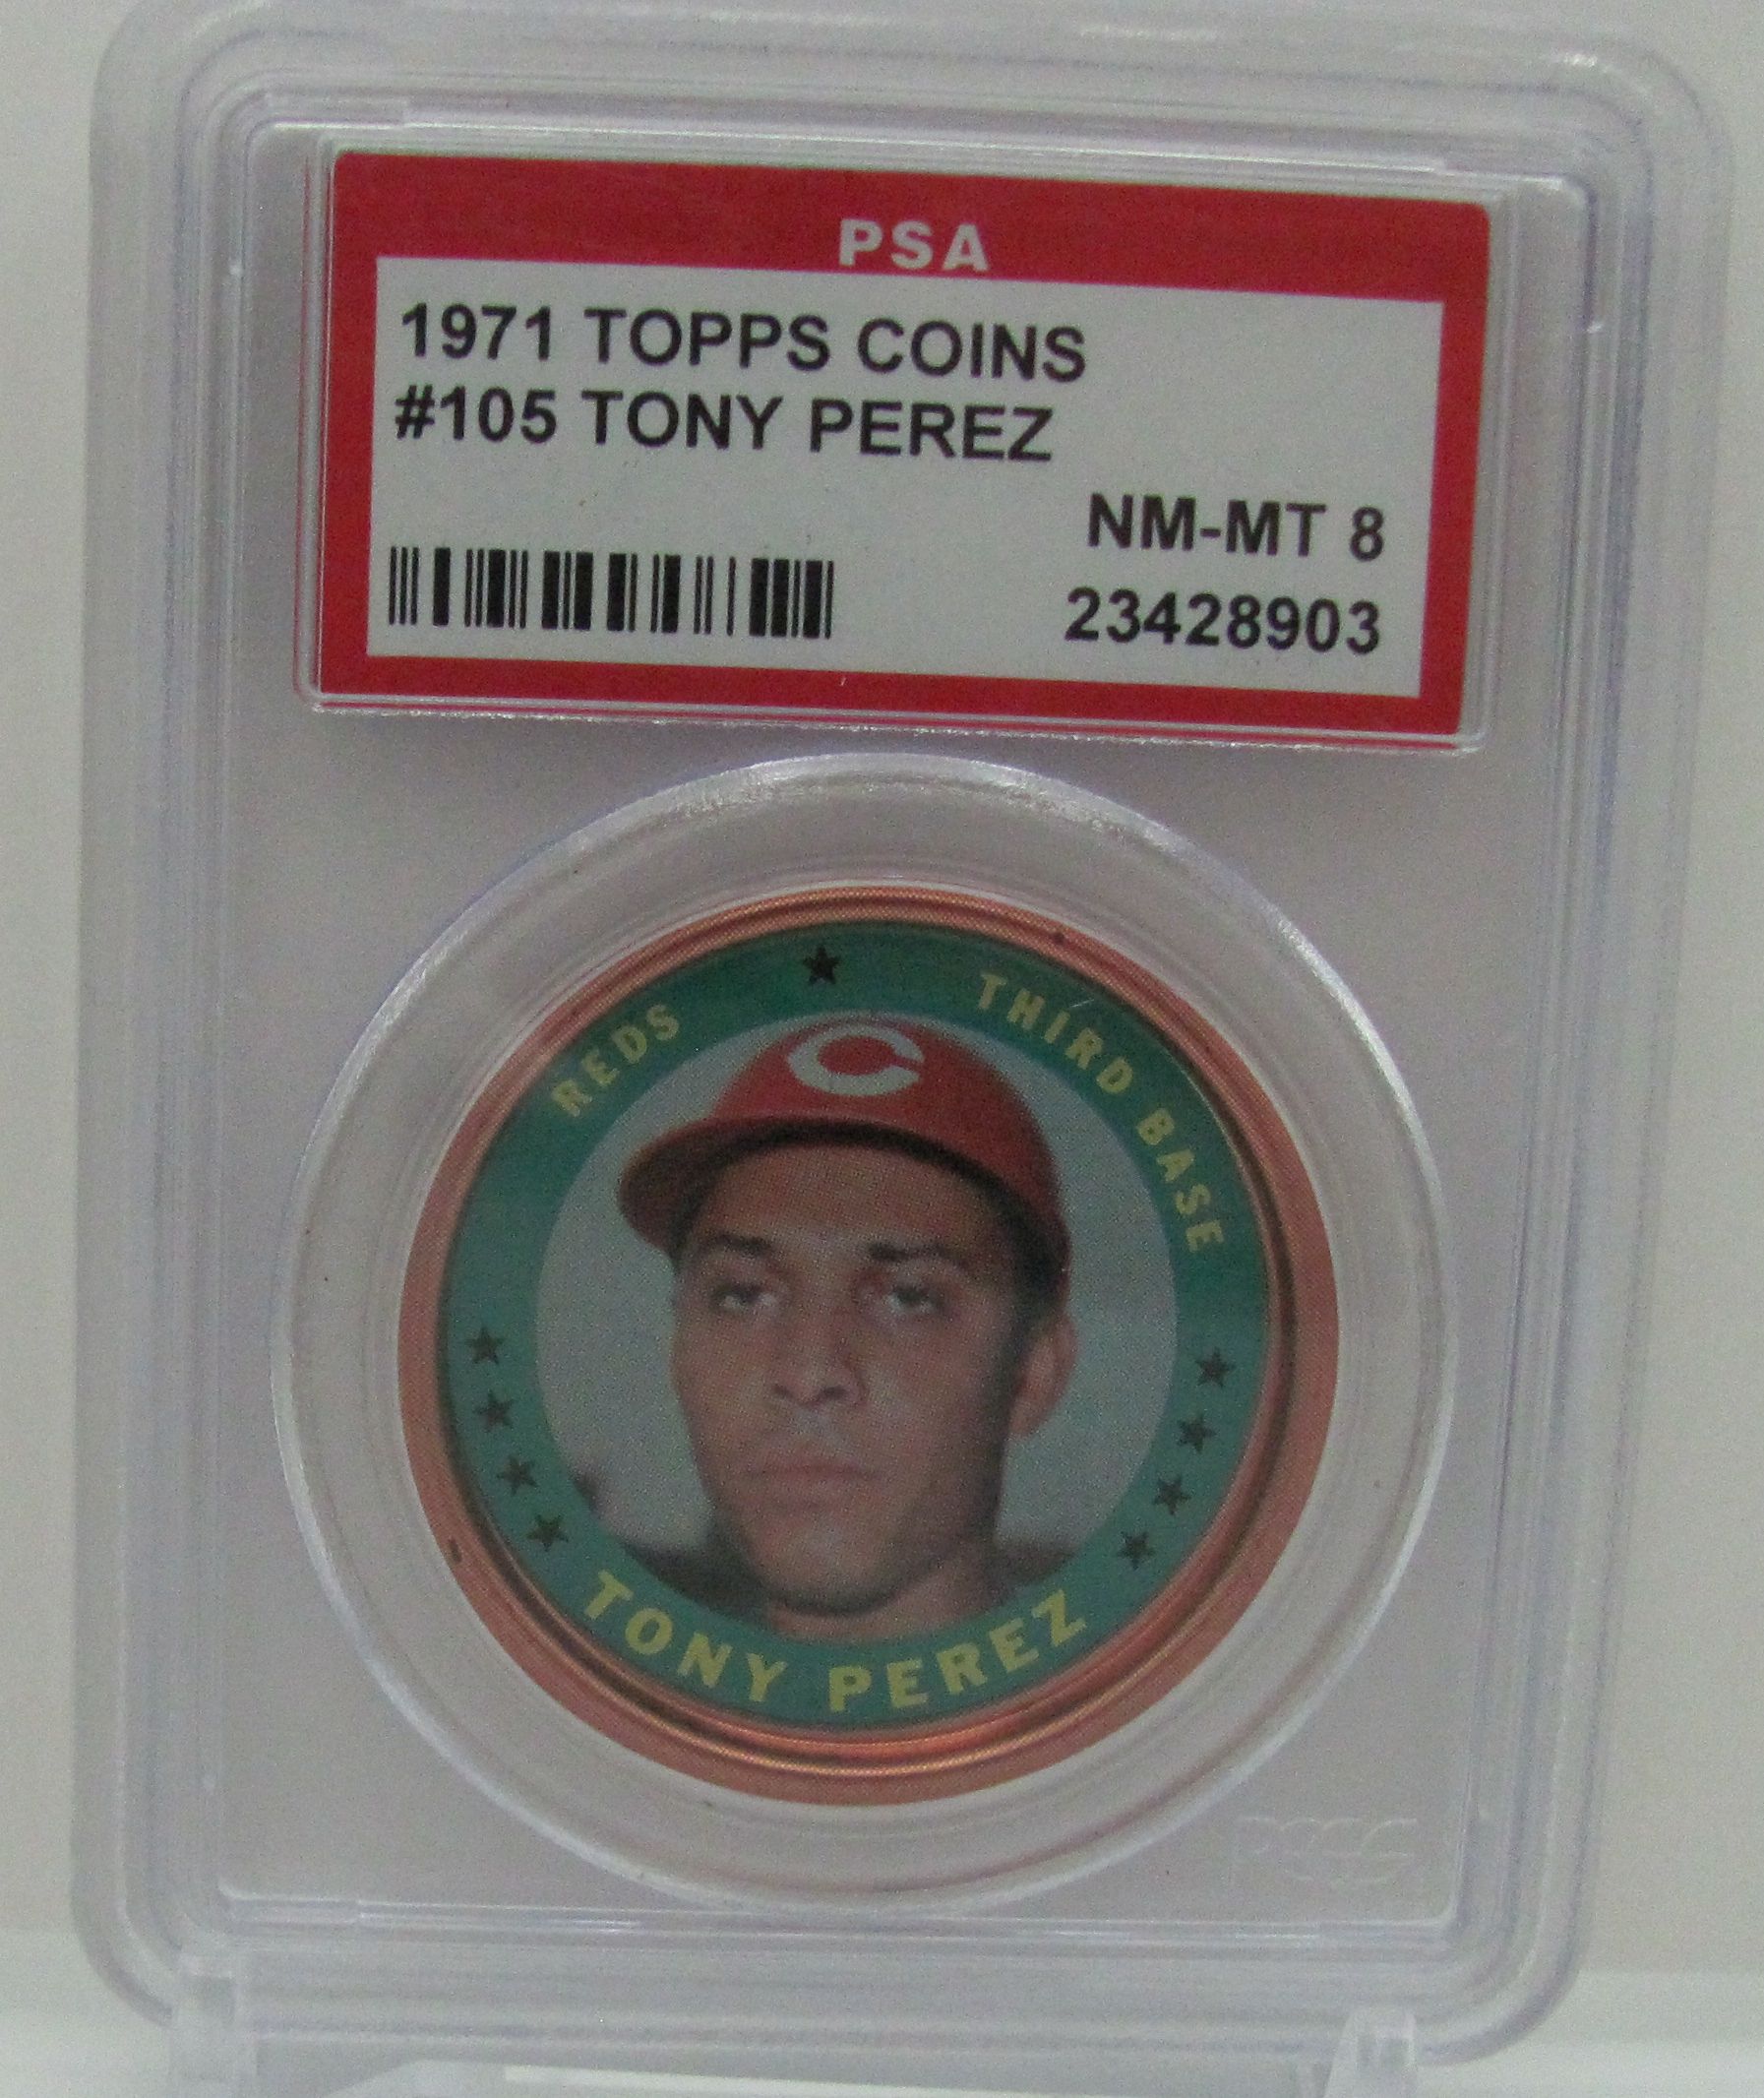 PSA
1971 TOPPS COINS
#105 TONY PEREZ
NM-MT 8
23428903
REDS ★ THIRD BASE
C
★★★★ ★★★★
TONY PEREZ